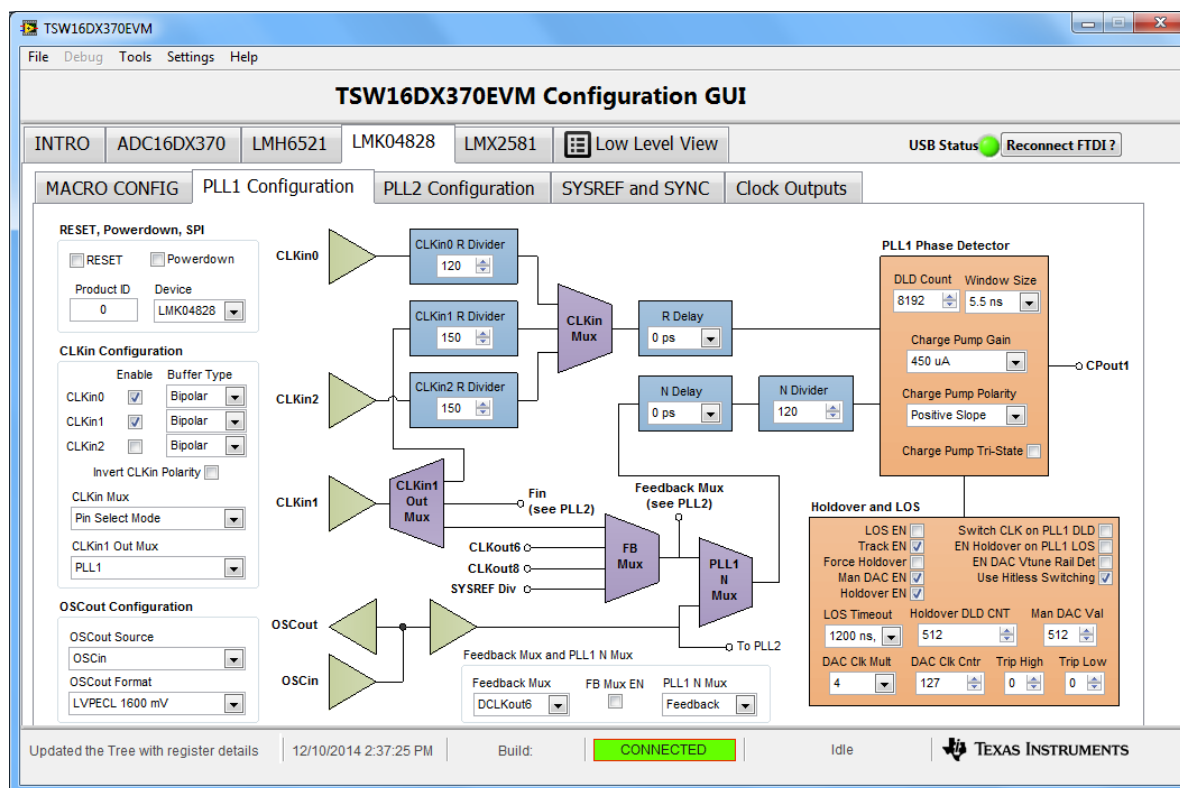 TSW16DX370EVM
File Debug Tools Settings Help
TSW16DX370EVM Configuration GUI
INTRO ADC16DX370 LMH6521 LMK04828 LMX2581 Low Level View
USB Status Reconnect FTDI?
MACRO CONFIG PLL1 Configuration PLL2 Configuration SYSREF and SYNC Clock Outputs
RESET, Powerdown, SPI
RESET Powerdown
Product ID Device
0 LMK04828
CLKin Configuration
Enable Buffer Type
CLKin0 Bipolar
CLKin1 Bipolar
CLKin2 Bipolar
Invert CLKin Polarity
CLKin Mux
Pin Select Mode
CLKin1 Out Mux
PLL1
OSCout Configuration
OSCout Source
OSCin
OSCout Format
LVPECL 1600 mV
CLKin0
CLKin0 R Divider
120
CLKin1 R Divider
150
CLKin2
CLKin2 R Divider
150
CLKin
Mux
R Delay
0 ps
N Delay
0 ps
N Divider
120
CLKin1
CLKin1
Out
Mux
Fin
(see PLL2)
Feedback Mux
(see PLL2)
CLKout6
CLKout8
SYSREF Div
FB
Mux
PLL1
N
Mux
OSCout
OSCin
To PLL2
Feedback Mux and PLL1 N Mux
Feedback Mux FB Mux EN PLL1 N Mux
DCLKout6 Feedback
PLL1 Phase Detector
DLD Count Window Size
8192 5.5 ns
Charge Pump Gain
450 uA
Charge Pump Polarity
Positive Slope
Charge Pump Tri-State
CPout1
Holdover and LOS
LOS EN Switch CLK on PLL1 DLD
Track EN EN Holdover on PLL1 LOS
Force Holdover EN DAC Vtune Rail Det
Man DAC EN Use Hitless Switching
Holdover EN
LOS Timeout Holdover DLD CNT Man DAC Val
1200 ns, 512 512
DAC Clk Mult DAC Clk Cntr Trip High Trip Low
4 127 0 0
Updated the Tree with register details 12/10/2014 2:37:25 PM Build: CONNECTED Idle TEXAS INSTRUMENTS